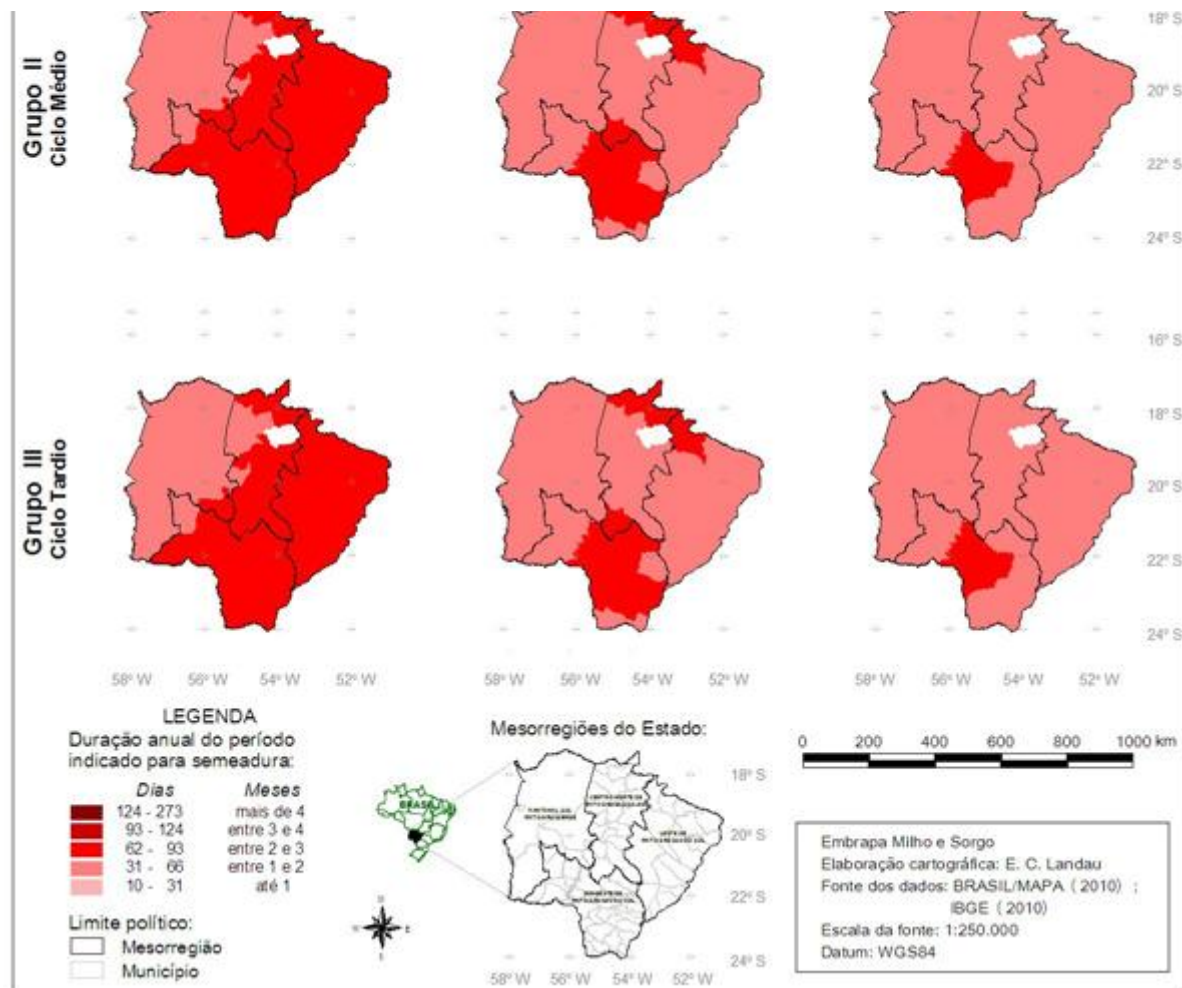 Grupo II
Ciclo Médio
18º S
20º S
22º S
24º S
Grupo III
Ciclo Tardio
16º S
18º S
20º S
22º S
24º S
58º W 56º W 54º W 52º W 58º W 56º W 54º W 52º W 58º W 56º W 54º W 52º W
LEGENDA
Duração anual do período
indicado para semeadura:
Dias Meses
124 - 273 mais de 4
93 - 124 entre 3 e 4
62 - 93 entre 2 e 3
31 - 66 entre 1 e 2
10 - 31 até 1
Limite político:
Mesorregião
Município
Mesorregiões do Estado:
BRASIL
18º S
20º S
22º S
24º S
58º W 56º W 54º W 52º W
0 200 400 600 800 1000 km
Embrapa Milho e Sorgo
Elaboração cartográfica: E. C. Landau
Fonte dos dados: BRASIL/MAPA ( 2010) ;
IBGE ( 2010)
Escala da fonte: 1:250.000
Datum: WGS84